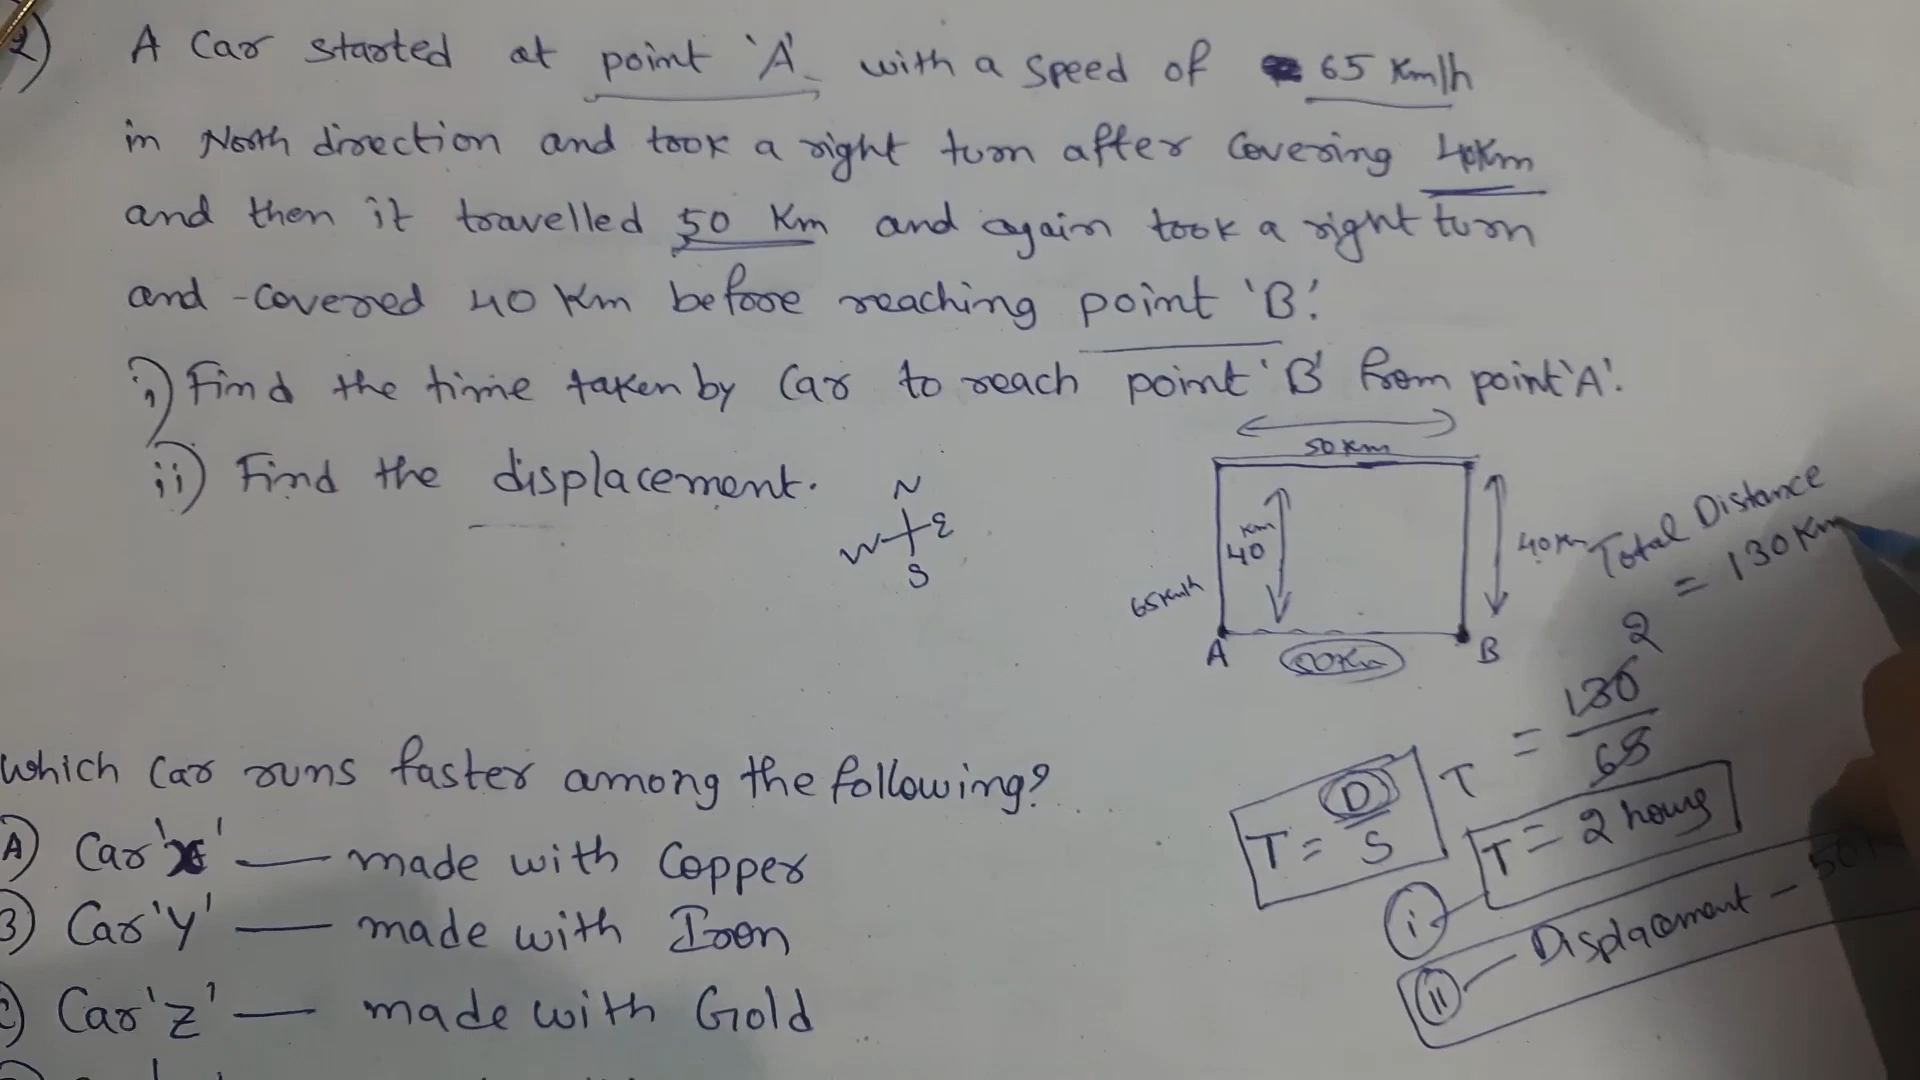 2)
A Car started at point 'A' with a speed of 65 Km/h
in North direction and took a right turn after Covering 40Km
and then it travelled 50 Km and again took a right turn
and covered 40 Km before reaching point 'B'.
i) Find the time taken by Car to reach point 'B' from point 'A'.
ii) Find the displacement.
N
W E
S
50 Km
Km
40
65Km/h
40Km
A
B
Total Distance
= 130 Km
2
T = 130
65
T = D
S
T = 2 hours
i
ii Displacement - 50
Which Car runs faster among the following?
A) Car 'X' — made with Copper
B) Car 'Y' — made with Iron
C) Car 'Z' — made with Gold